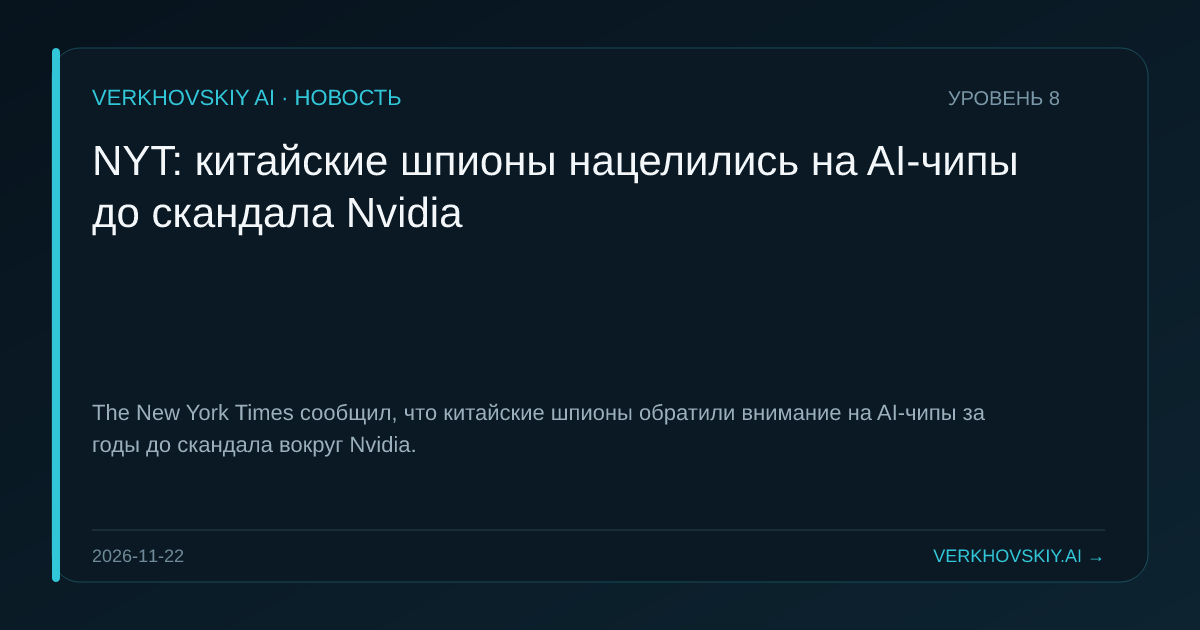 VERKHOVSKIY AI · НОВОСТЬ
УРОВЕНЬ 8
NYT: китайские шпионы нацелились на AI-чипы
до скандала Nvidia
The New York Times сообщил, что китайские шпионы обратили внимание на AI-чипы за
годы до скандала вокруг Nvidia.
2026-11-22
VERKHOVSKIY.AI →